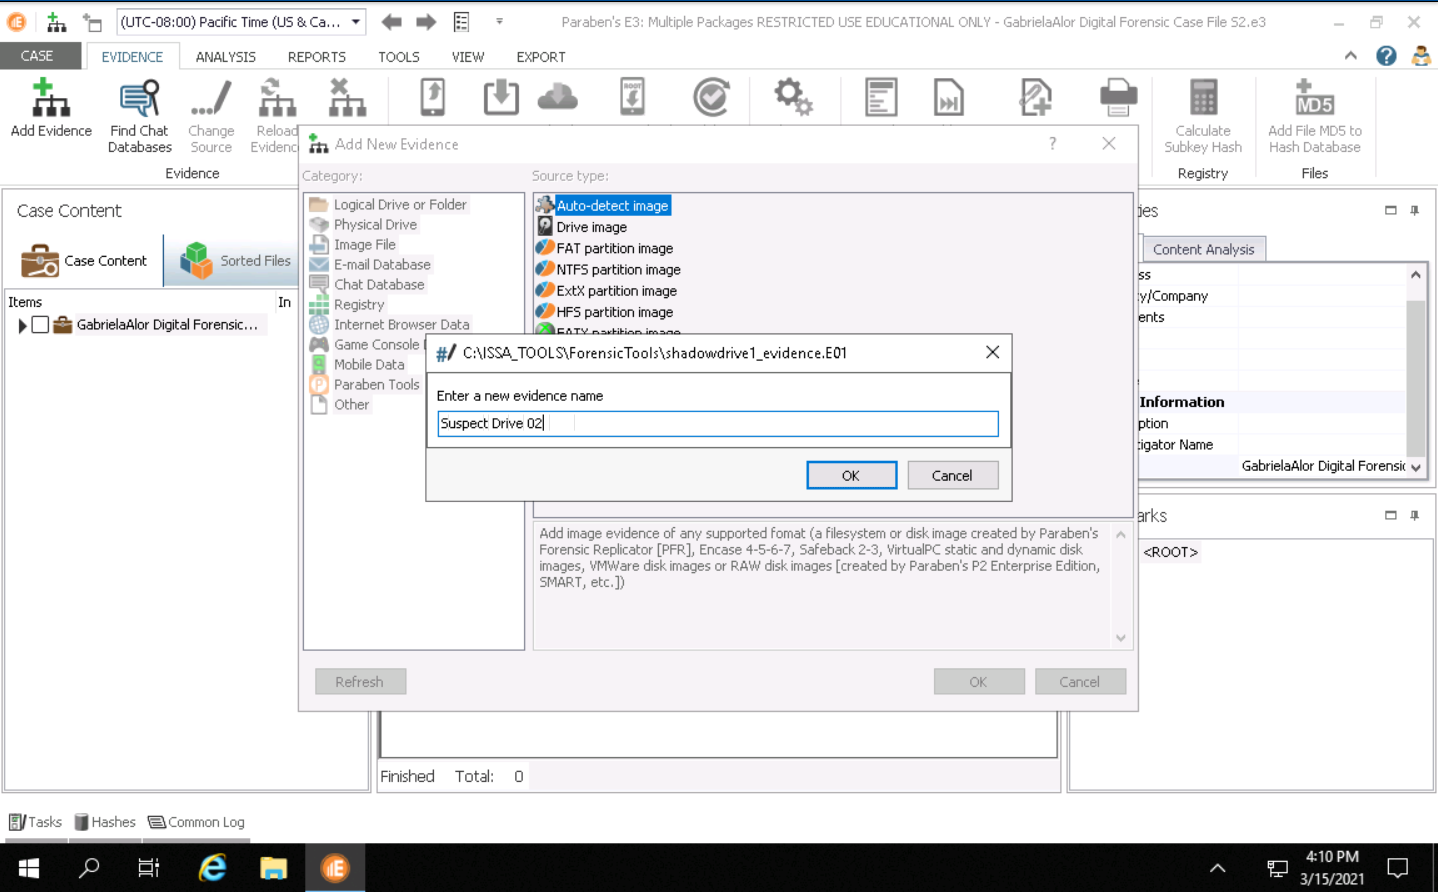 (UTC-08:00) Pacific Time (US & Ca...
Paraben's E3: Multiple Packages RESTRICTED USE EDUCATIONAL ONLY - GabrielaAlor Digital Forensic Case File S2.e3
CASE EVIDENCE ANALYSIS REPORTS TOOLS VIEW EXPORT
Add Evidence
Find Chat
Databases
Change
Source
Reload
Evidenc
Evidence
ROOT
MD5
Calculate
Subkey Hash
Add File MD5 to
Hash Database
Registry
Files
Case Content
Case Content
Sorted Files
Items In
GabrielaAlor Digital Forensic...
Add New Evidence
?
Category:
Logical Drive or Folder
Physical Drive
Image File
E-mail Database
Chat Database
Registry
Internet Browser Data
Game Console
Mobile Data
Paraben Tools
Other
Source type:
Auto-detect image
Drive image
FAT partition image
NTFS partition image
ExtX partition image
HFS partition image
FATX partition image
C:\ISSA_TOOLS\ForensicTools\shadowdrive1_evidence.E01
Enter a new evidence name
Suspect Drive 02
OK Cancel
Add image evidence of any supported fomat (a filesystem or disk image created by Paraben's
Forensic Replicator [PFR], Encase 4-5-6-7, Safeback 2-3, VirtualPC static and dynamic disk
images, VMWare disk images or RAW disk images [created by Paraben's P2 Enterprise Edition,
SMART, etc.])
Refresh OK Cancel
ies
Content Analysis
ss
y/Company
ents
Information
ption
igator Name
GabrielaAlor Digital Forensic
arks
<ROOT>
Finished Total: 0
Tasks Hashes Common Log
4:10 PM
3/15/2021